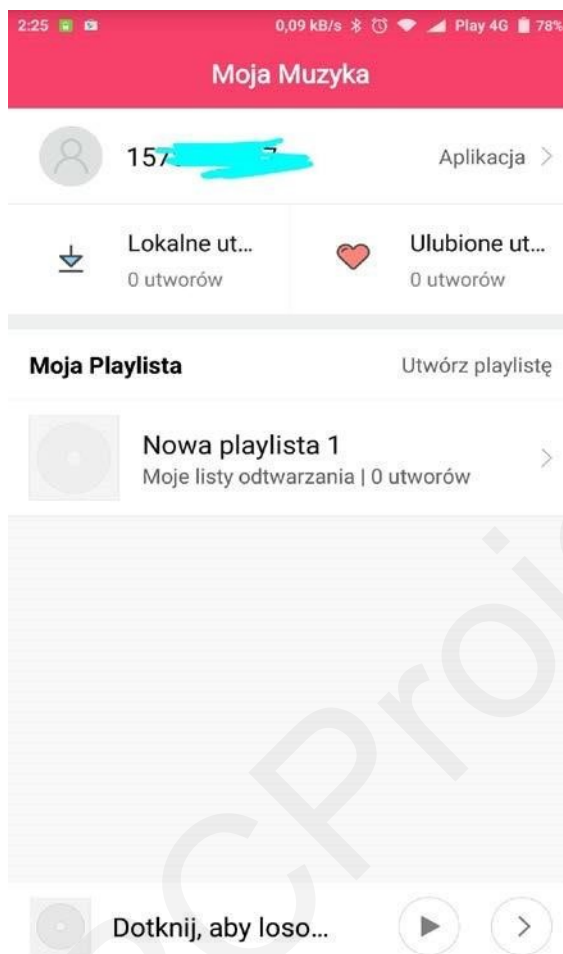 2:25 0,09 kB/s Play 4G 78%
Moja Muzyka
Aplikacja
Lokalne ut... Ulubione ut...
0 utworów 0 utworów
Moja Playlista Utwórz playlistę
Nowa playlista 1
Moje listy odtwarzania | 0 utworów
Dotknij, aby loso...